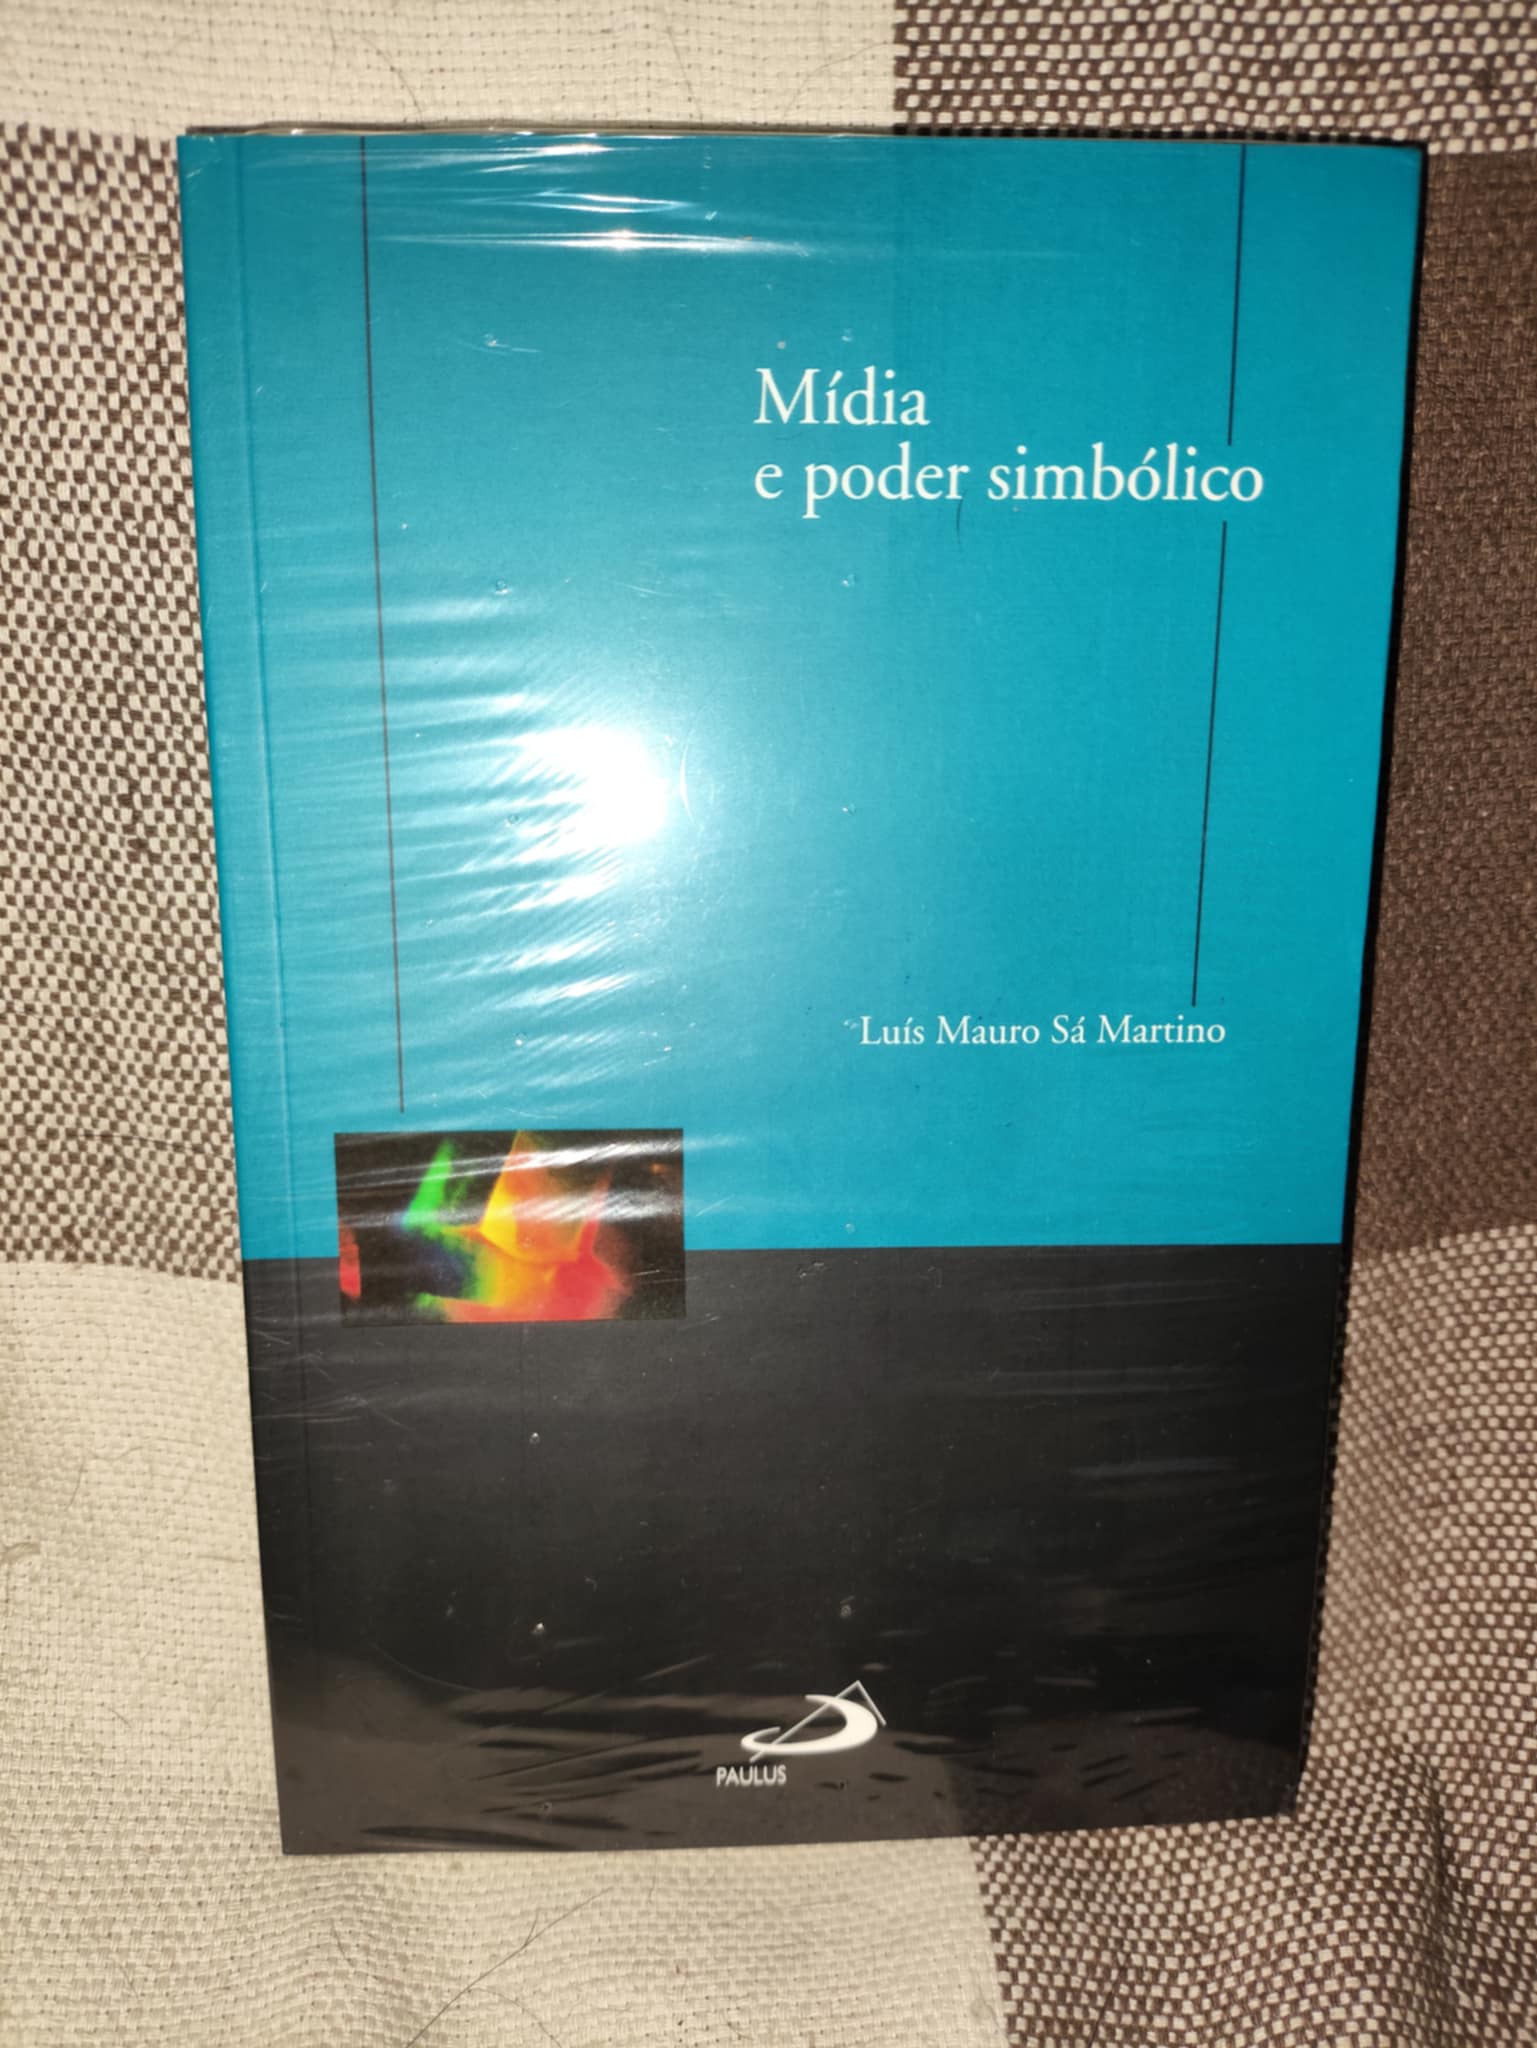 Mídia
e poder simbólico
Luís Mauro Sá Martino
PAULUS